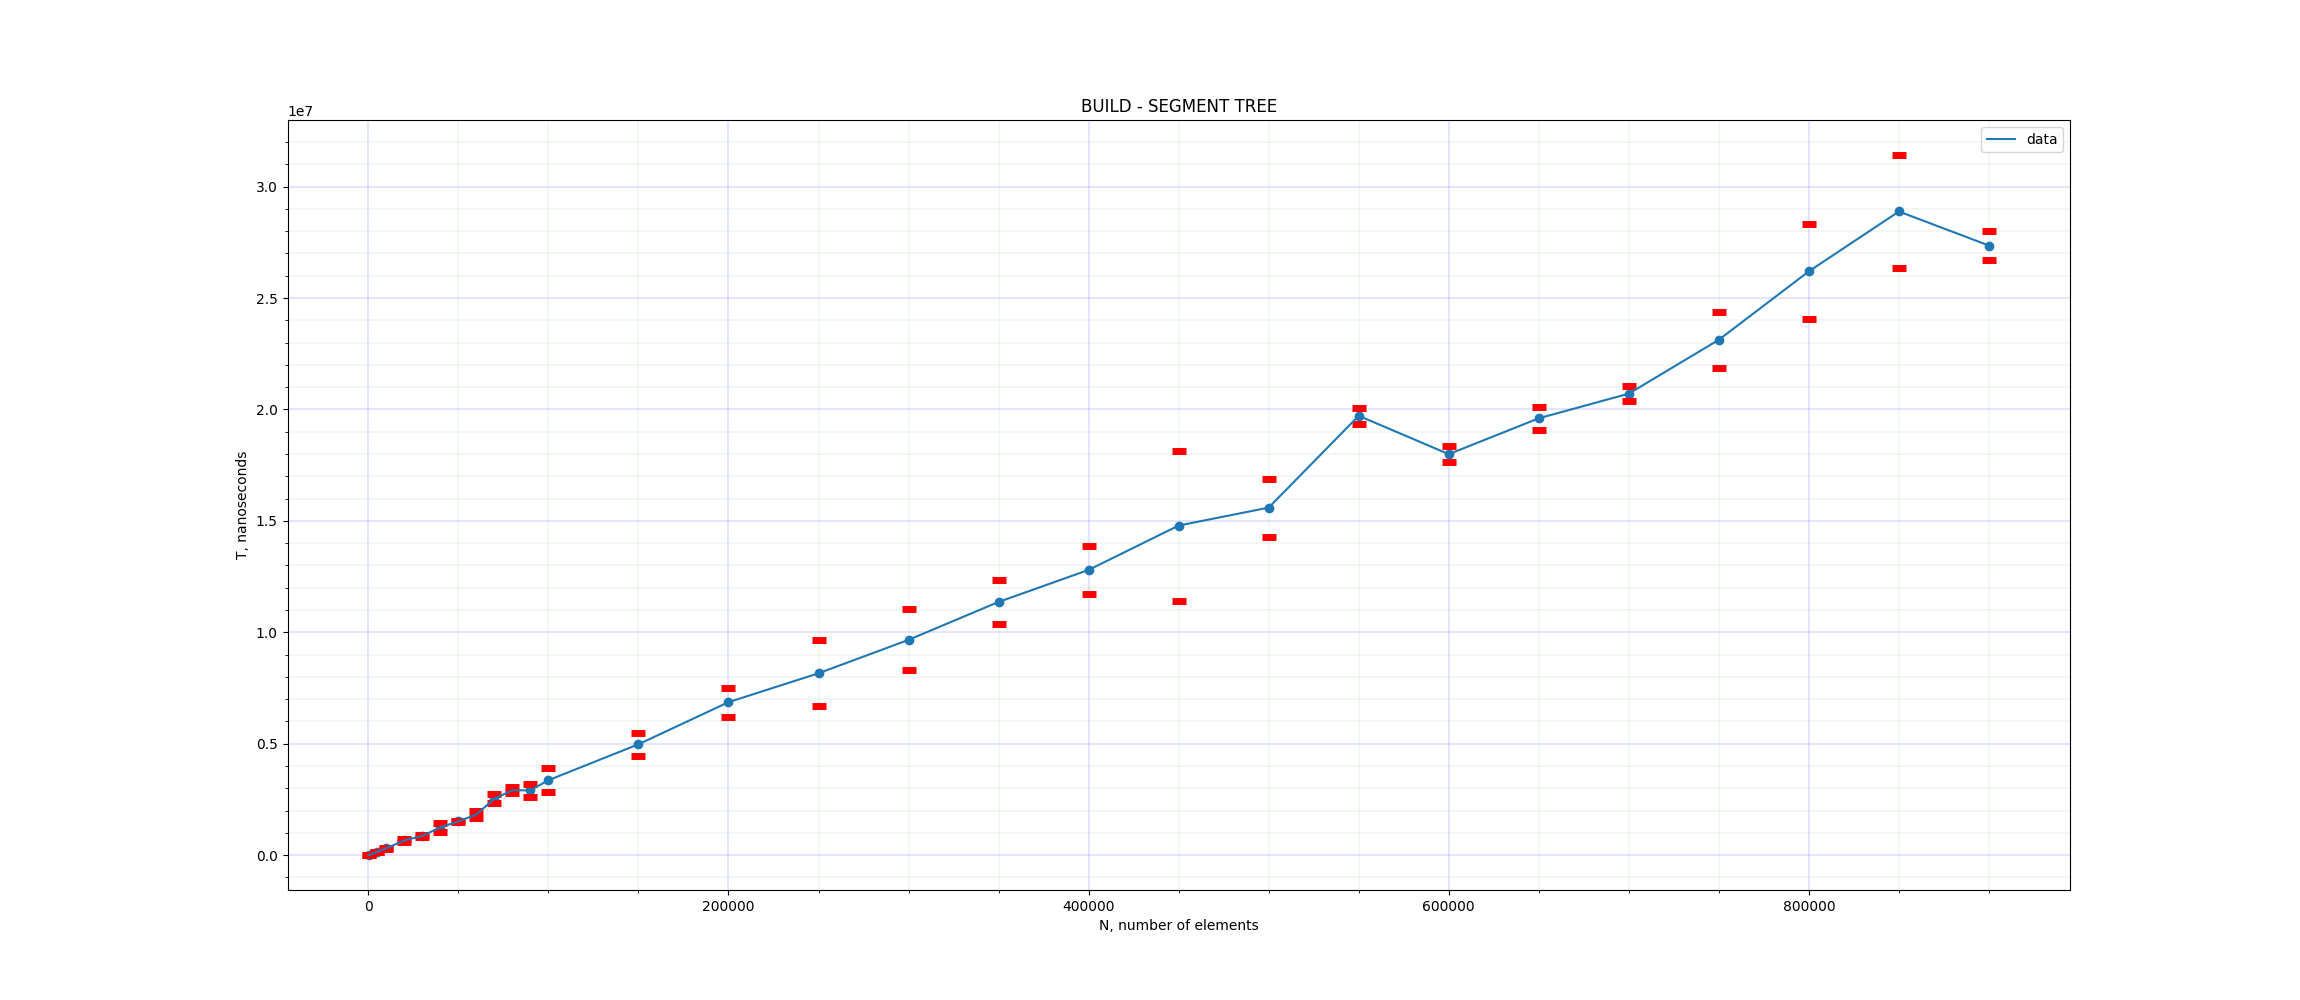 BUILD - SEGMENT TREE
1e7
data
3.0
2.5
2.0
1.5
1.0
0.5
0.0
T, nanoseconds
0 200000 400000 600000 800000
N, number of elements